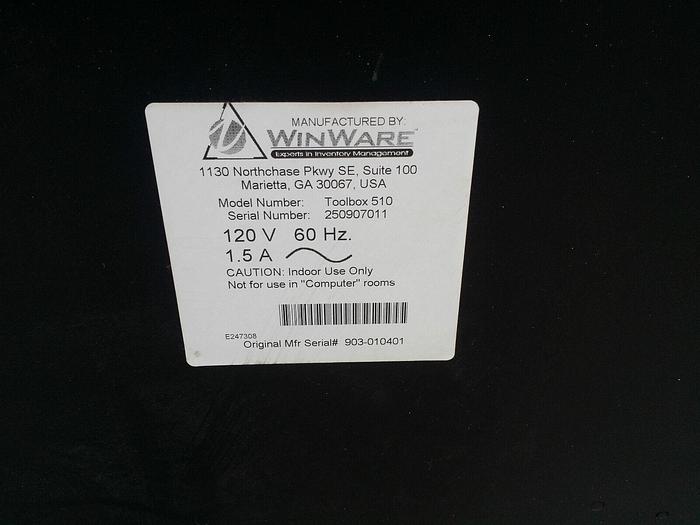 MANUFACTURED BY:
WINWARE™
Experts in Inventory Management
1130 Northchase Pkwy SE, Suite 100
Marietta, GA 30067, USA
Model Number: Toolbox 510
Serial Number: 250907011
120 V 60 Hz.
1.5 A
CAUTION: Indoor Use Only
Not for use in "Computer" rooms
E247308
Original Mfr Serial# 903-010401